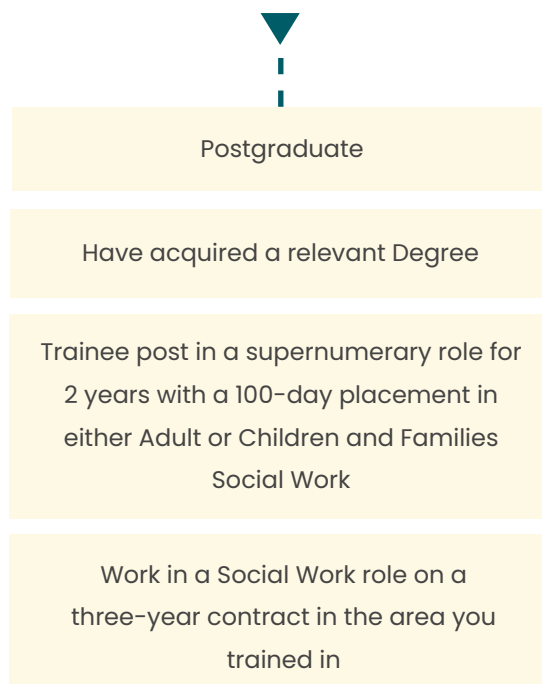 Postgraduate
Have acquired a relevant Degree
Trainee post in a supernumerary role for
2 years with a 100-day placement in
either Adult or Children and Families
Social Work
Work in a Social Work role on a
three-year contract in the area you
trained in